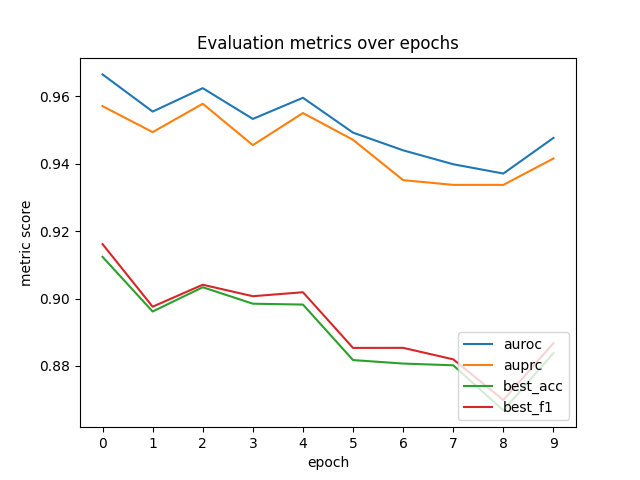 Evaluation metrics over epochs
metric score
0.96
0.94
0.92
0.90
0.88
auroc
auprc
best_acc
best_f1
0 1 2 3 4 5 6 7 8 9
epoch